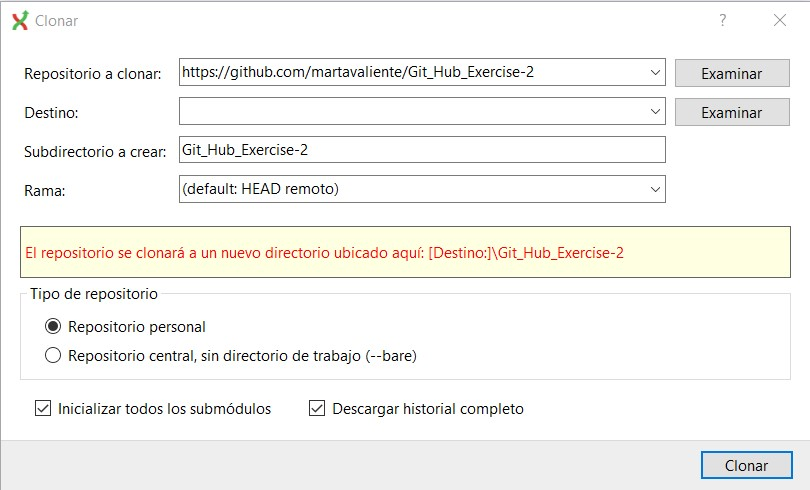 Clonar
Repositorio a clonar: https://github.com/martavaliente/Git_Hub_Exercise-2 Examinar
Destino: Examinar
Subdirectorio a crear: Git_Hub_Exercise-2
Rama: (default: HEAD remoto)
El repositorio se clonará a un nuevo directorio ubicado aquí: [Destino:]\Git_Hub_Exercise-2
Tipo de repositorio
Repositorio personal
Repositorio central, sin directorio de trabajo (--bare)
Inicializar todos los submódulos Descargar historial completo
Clonar